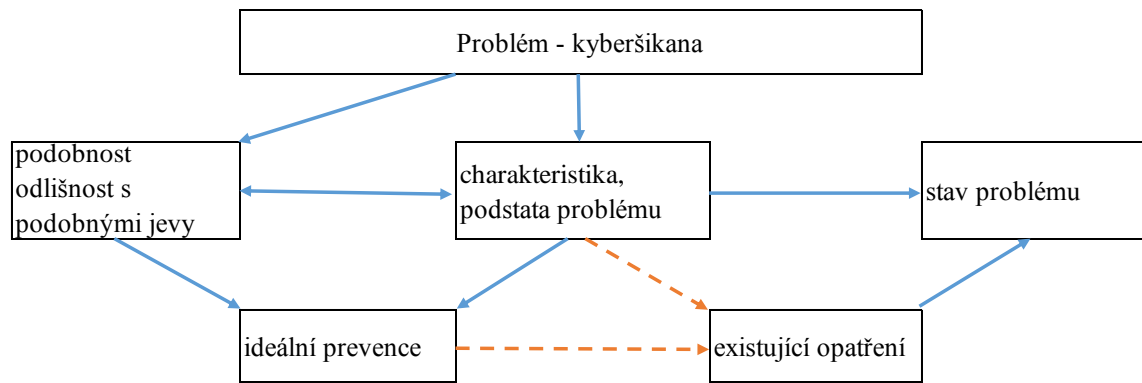 Problém - kyberšikana
podobnost
odlišnost s
podobnými jevy
charakteristika,
podstata problému
stav problému
ideální prevence
existující opatření